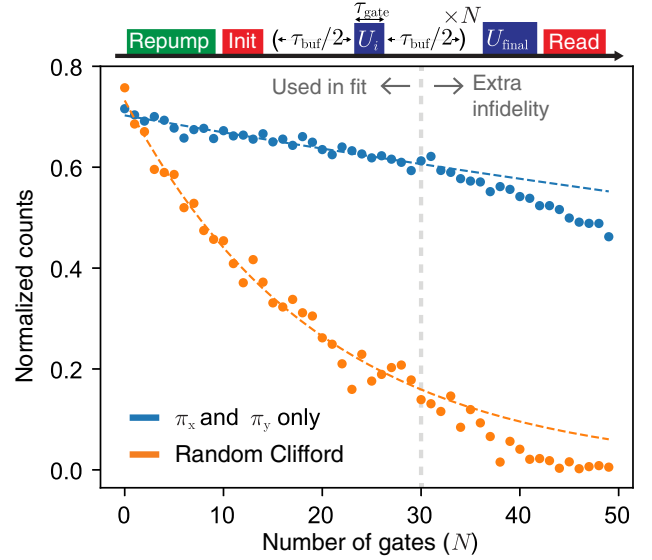 τgate
×N
Repump Init (← τbuf/2 → Ui ← τbuf/2 →) Ufinal Read
0.8
0.6
0.4
0.2
0.0
Normalized counts
Used in fit ← → Extra
infidelity
πx and πy only
Random Clifford
0 10 20 30 40 50
Number of gates (N)